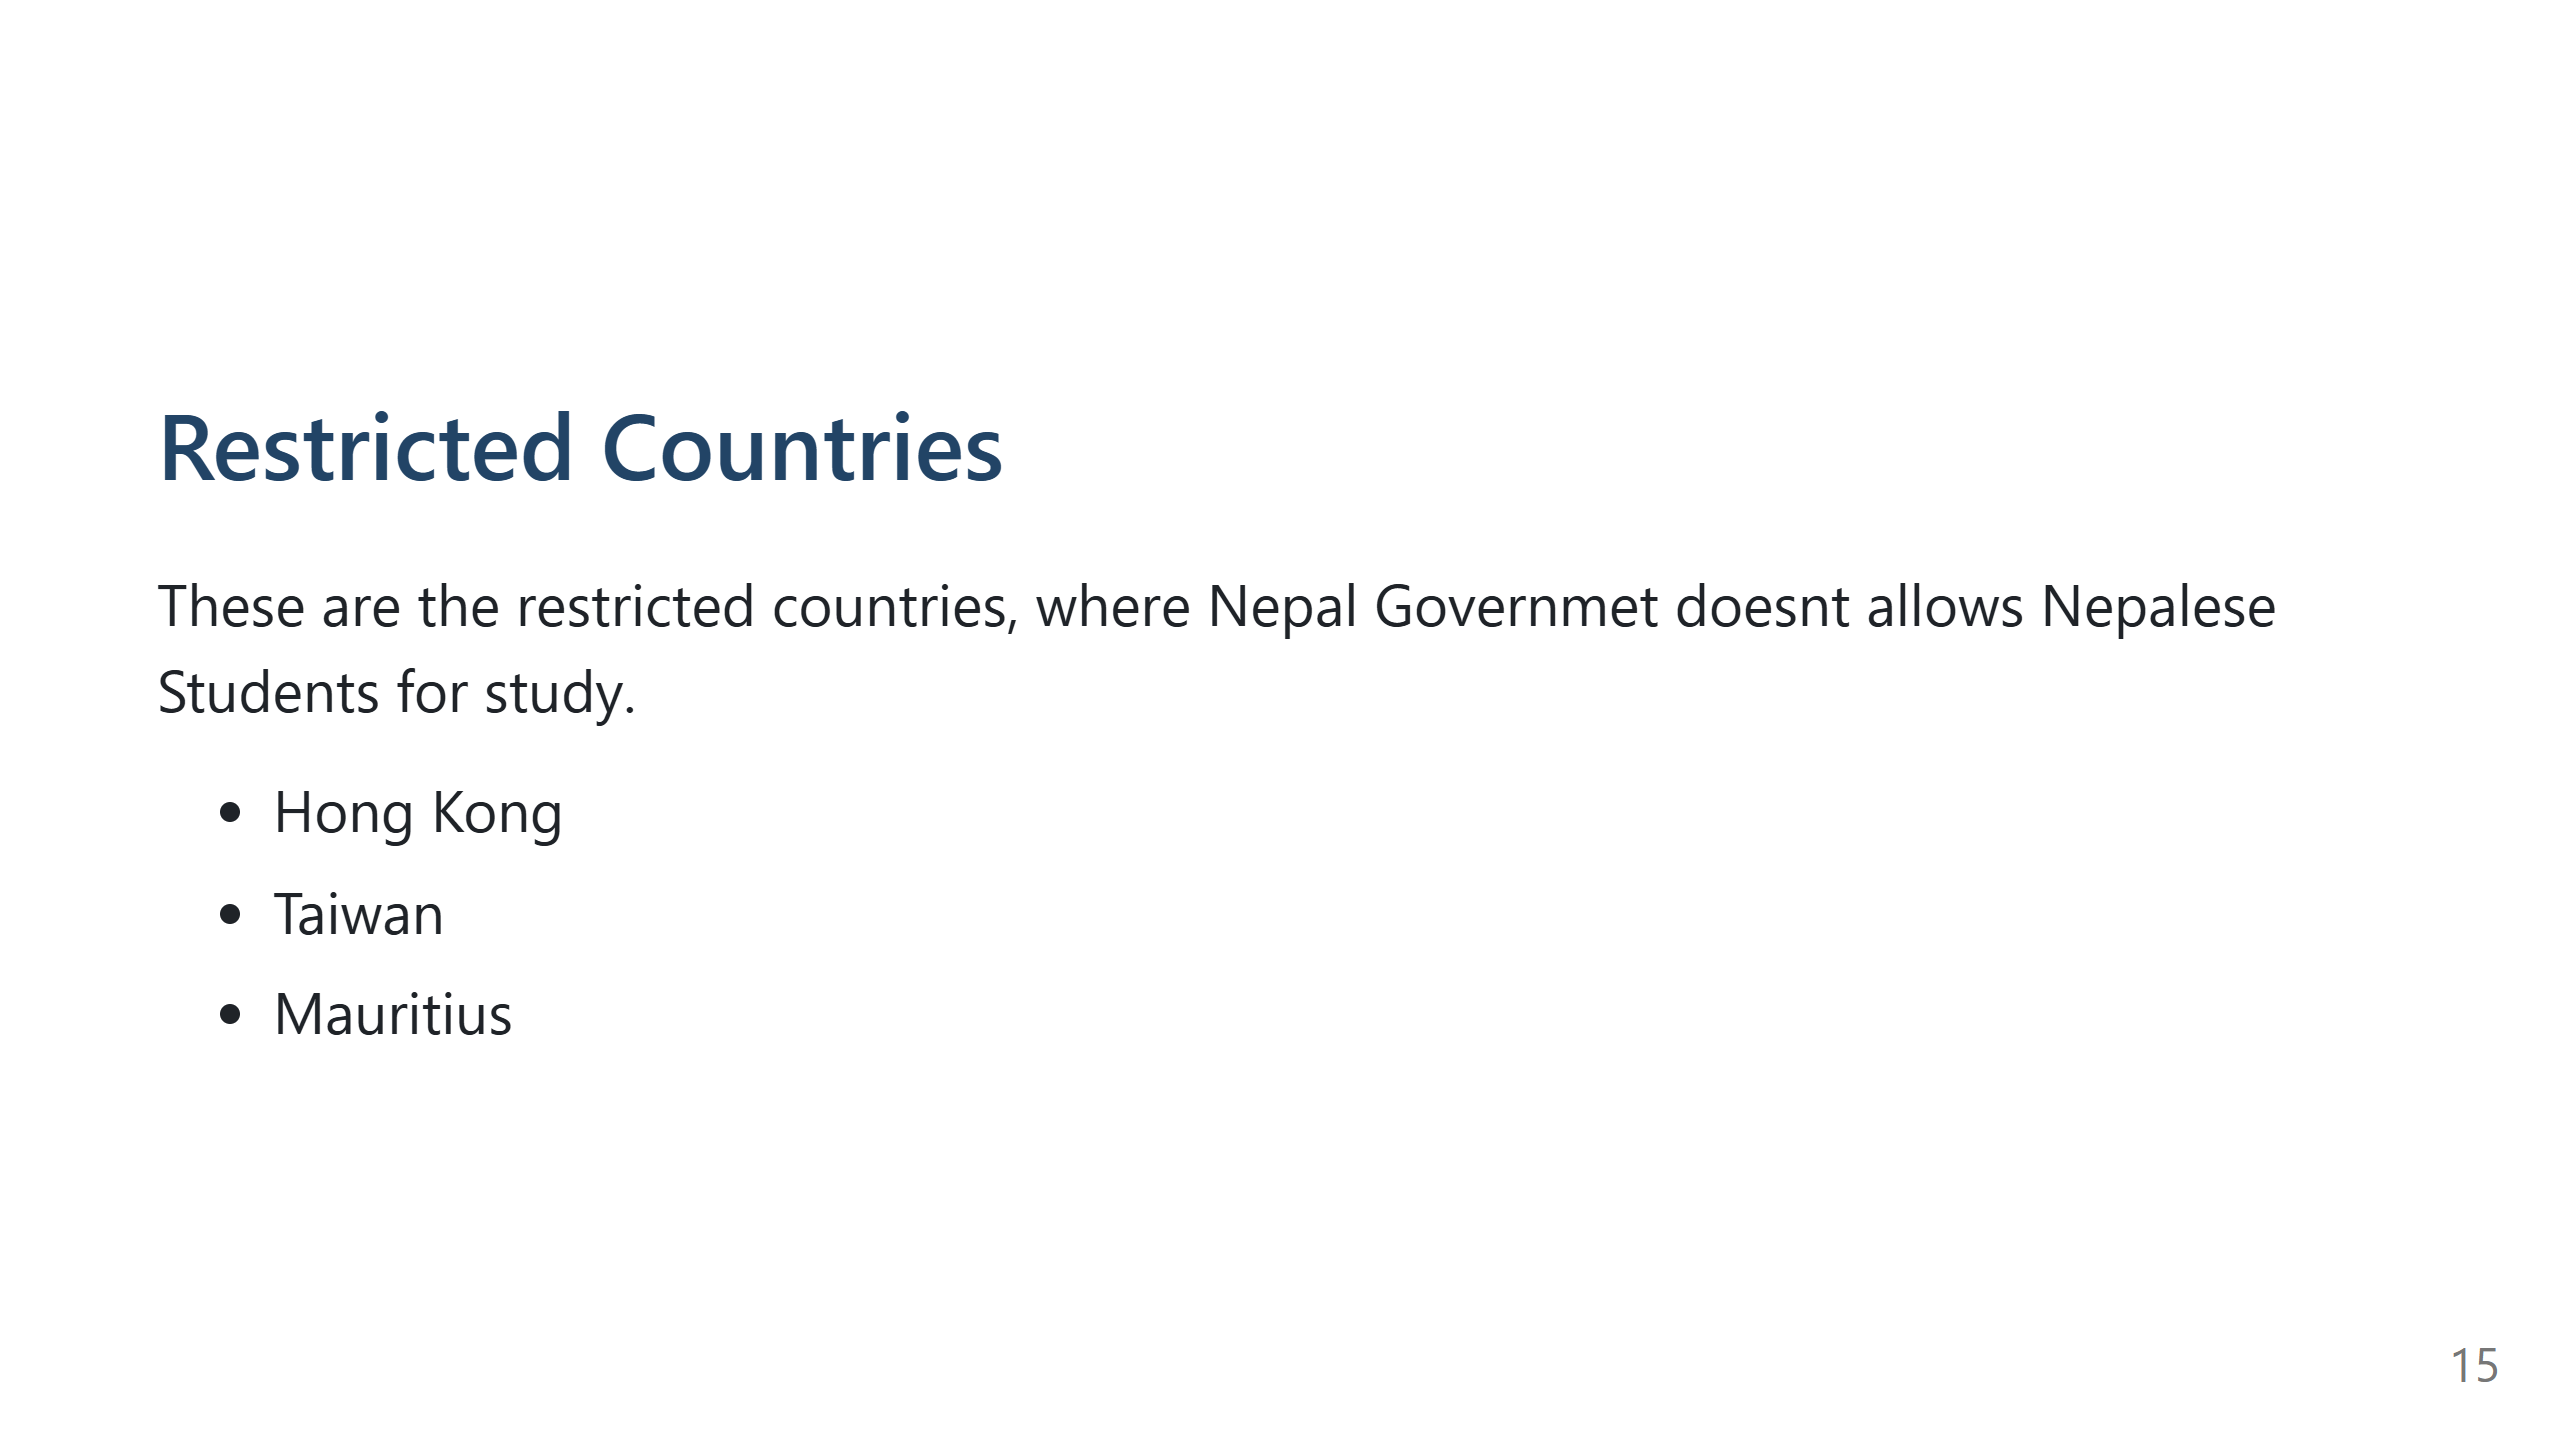 Restricted Countries
These are the restricted countries, where Nepal Governmet doesnt allows Nepalese
Students for study.
• Hong Kong
• Taiwan
• Mauritius
15